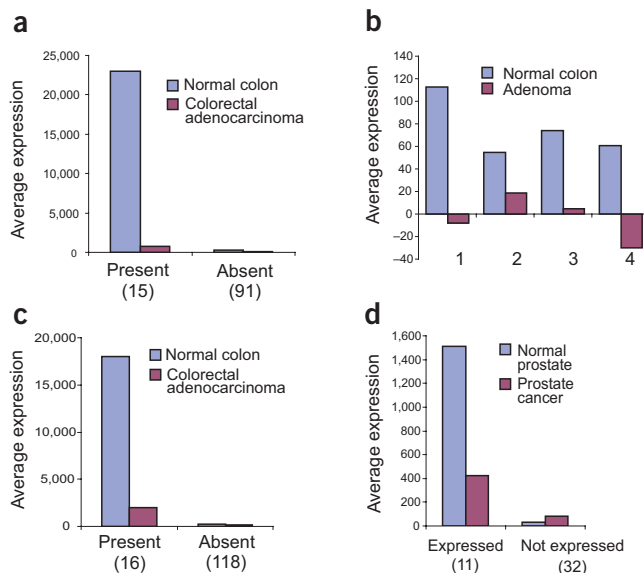 a
25,000
20,000
15,000
10,000
5,000
0
Average expression
Normal colon
Colorectal
adenocarcinoma
Present
(15)
Absent
(91)
b
140
120
100
80
60
40
20
0
–20
–40
Average expression
Normal colon
Adenoma
1
2
3
4
c
20,000
15,000
10,000
5,000
0
Average expression
Normal colon
Colorectal
adenocarcinoma
Present
(16)
Absent
(118)
d
1,600
1,400
1,200
1,000
800
600
400
200
0
Average expression
Normal
prostate
Prostate
cancer
Expressed
(11)
Not expressed
(32)